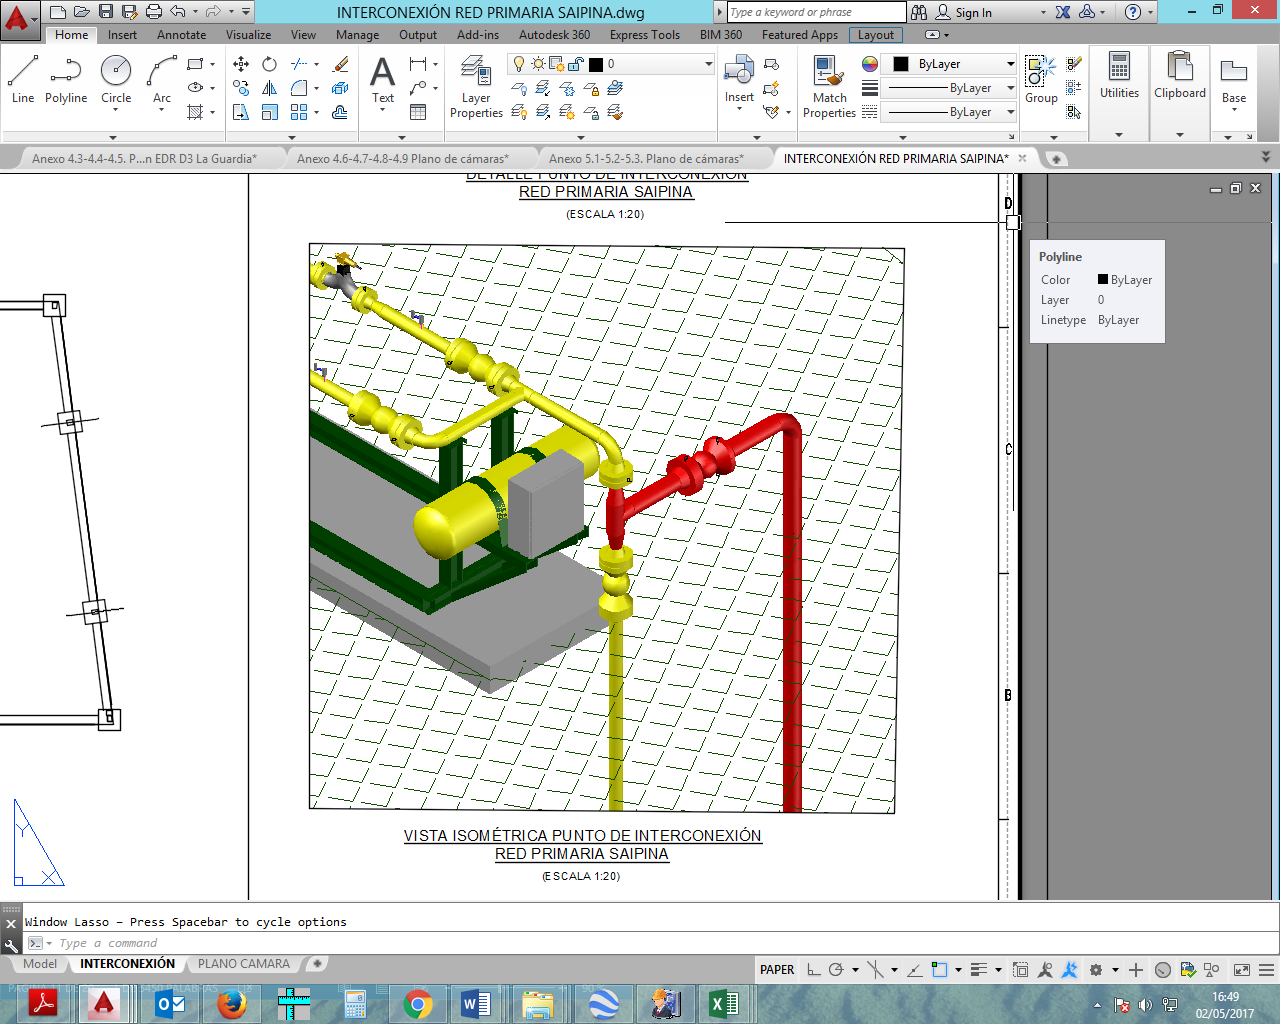 INTERCONEXIÓN RED PRIMARIA SAIPINA.dwg
Type a keyword or phrase
Sign In
Home
Insert
Annotate
Visualize
View
Manage
Output
Add-ins
Autodesk 360
Express Tools
BIM 360
Featured Apps
Layout
Line
Polyline
Circle
Arc
Text
Layer
Properties
0
Insert
Match
Properties
ByLayer
ByLayer
ByLayer
Group
Utilities
Clipboard
Base
Anexo 4.3-4.4-4.5. P...n EDR D3 La Guardia*
Anexo 4.6-4.7-4.8-4.9 Plano de cámaras*
Anexo 5.1-5.2-5.3. Plano de cámaras*
INTERCONEXIÓN RED PRIMARIA SAIPINA*
DETALLE PUNTO DE INTERCONEXIÓN
RED PRIMARIA SAIPINA
(ESCALA 1:20)
D
C
B
Polyline
Color ByLayer
Layer 0
Linetype ByLayer
VISTA ISOMÉTRICA PUNTO DE INTERCONEXIÓN
RED PRIMARIA SAIPINA
(ESCALA 1:20)
Y
X
Window Lasso - Press Spacebar to cycle options
Type a command
Model
INTERCONEXIÓN
PLANO CAMARA
PAPER
16:49
02/05/2017